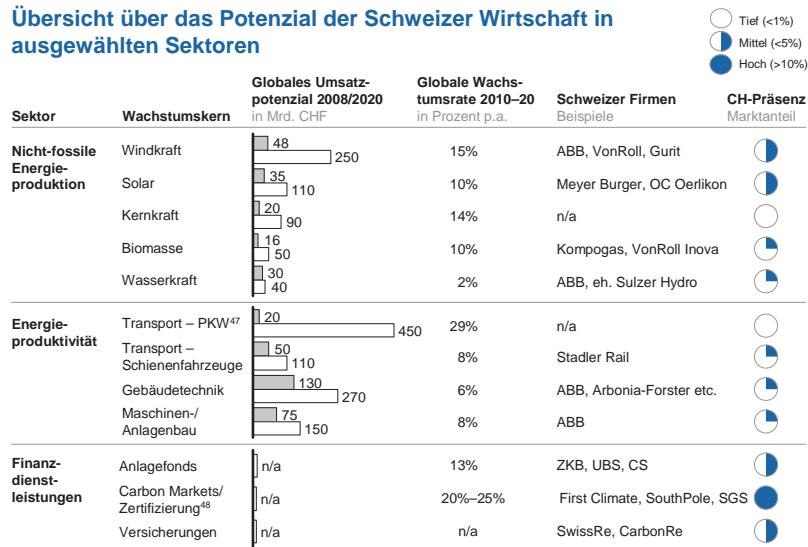 Übersicht über das Potenzial der Schweizer Wirtschaft in
ausgewählten Sektoren
Tief (<1%)
Mittel (<5%)
Hoch (>10%)
Sektor
Wachstumskern
Globales Umsatz-
potenzial 2008/2020
in Mrd. CHF
Globale Wachs-
tumsrate 2010–20
in Prozent p.a.
Schweizer Firmen
Beispiele
CH-Präsenz
Marktanteil
Nicht-fossile
Energie-
produktion
Windkraft 48 250 15% ABB, VonRoll, Gurit
Solar 35 110 10% Meyer Burger, OC Oerlikon
Kernkraft 20 90 14% n/a
Biomasse 16 50 10% Kompogas, VonRoll Inova
Wasserkraft 30 40 2% ABB, eh. Sulzer Hydro
Energie-
produktivität
Transport – PKW47 20 450 29% n/a
Transport –
Schienenfahrzeuge 50 110 8% Stadler Rail
Gebäudetechnik 130 270 6% ABB, Arbonia-Forster etc.
Maschinen-/
Anlagenbau 75 150 8% ABB
Finanz-
dienst-
leistungen
Anlagefonds n/a 13% ZKB, UBS, CS
Carbon Markets/
Zertifizierung48 n/a 20%–25% First Climate, SouthPole, SGS
Versicherungen n/a n/a SwissRe, CarbonRe